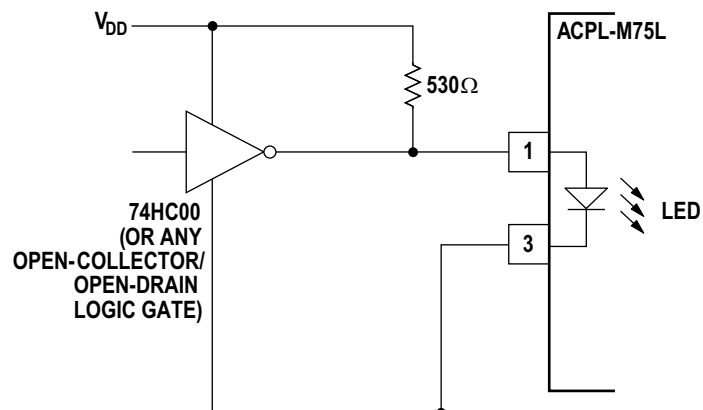 VDD
ACPL-M75L
530Ω
1
74HC00
(OR ANY
OPEN-COLLECTOR/
OPEN-DRAIN
LOGIC GATE)
LED
3